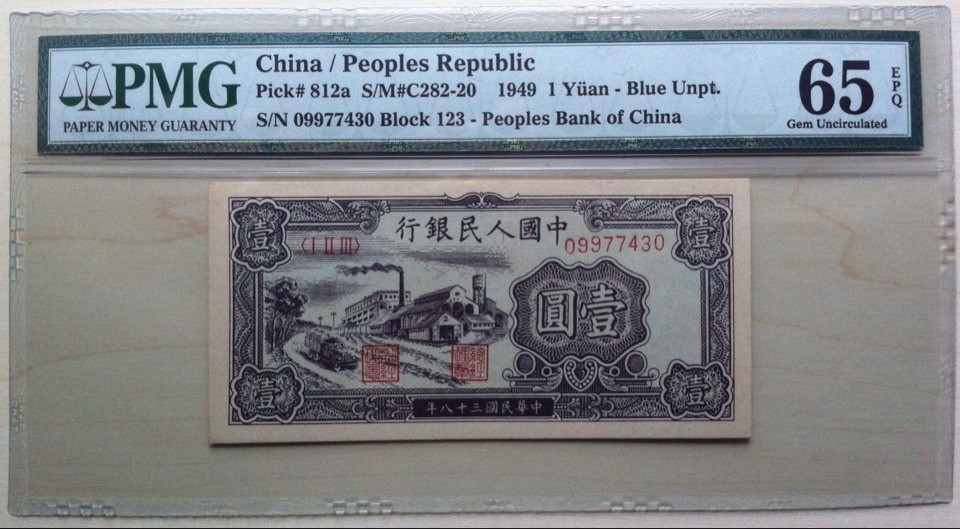 PMG
PAPER MONEY GUARANTY
China / Peoples Republic
Pick# 812a S/M#C282-20 1949 1 Yüan - Blue Unpt.
S/N 09977430 Block 123 - Peoples Bank of China
65
EPQ
Gem Uncirculated
行銀民人國中
〈I II III〉
09977430
壹
壹
圓壹
壹
壹
年八十三國民華中